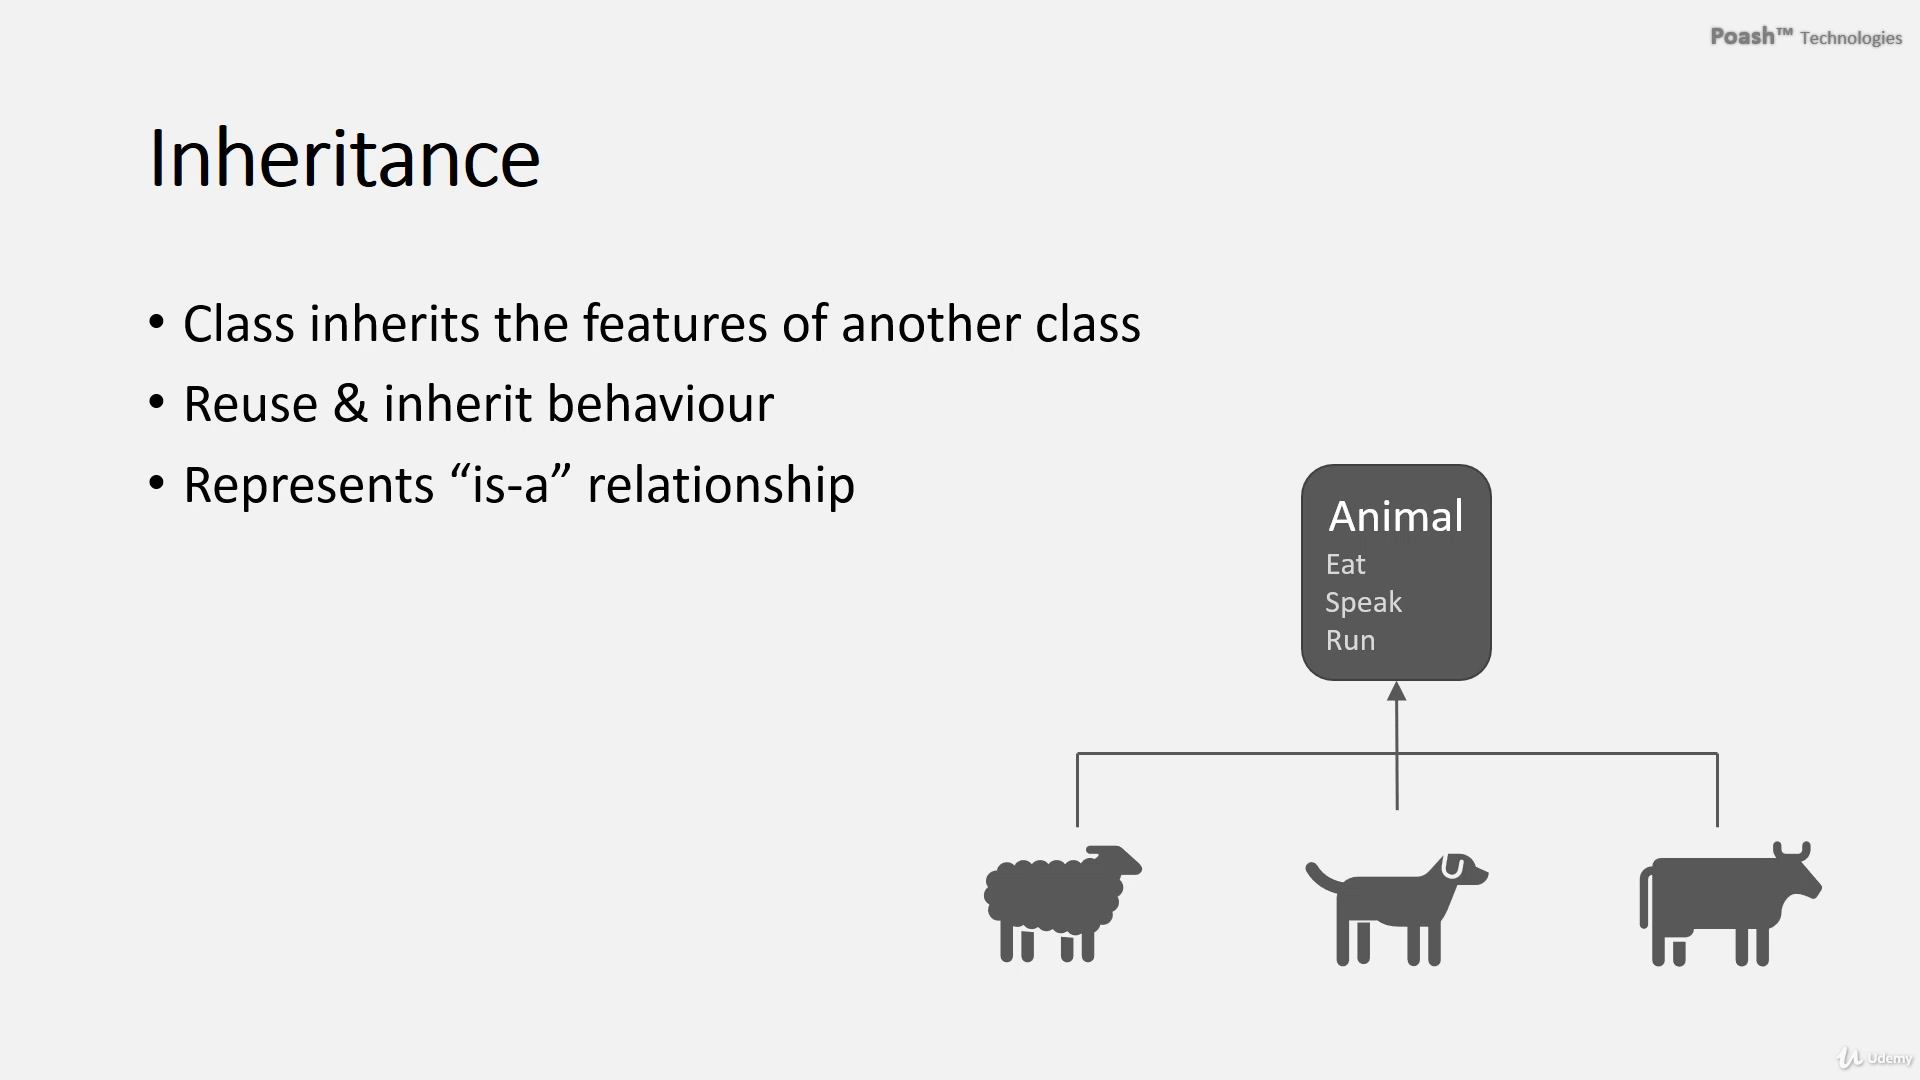 Poash™ Technologies
Inheritance
• Class inherits the features of another class
• Reuse & inherit behaviour
• Represents “is-a” relationship
Animal
Eat
Speak
Run
Udemy